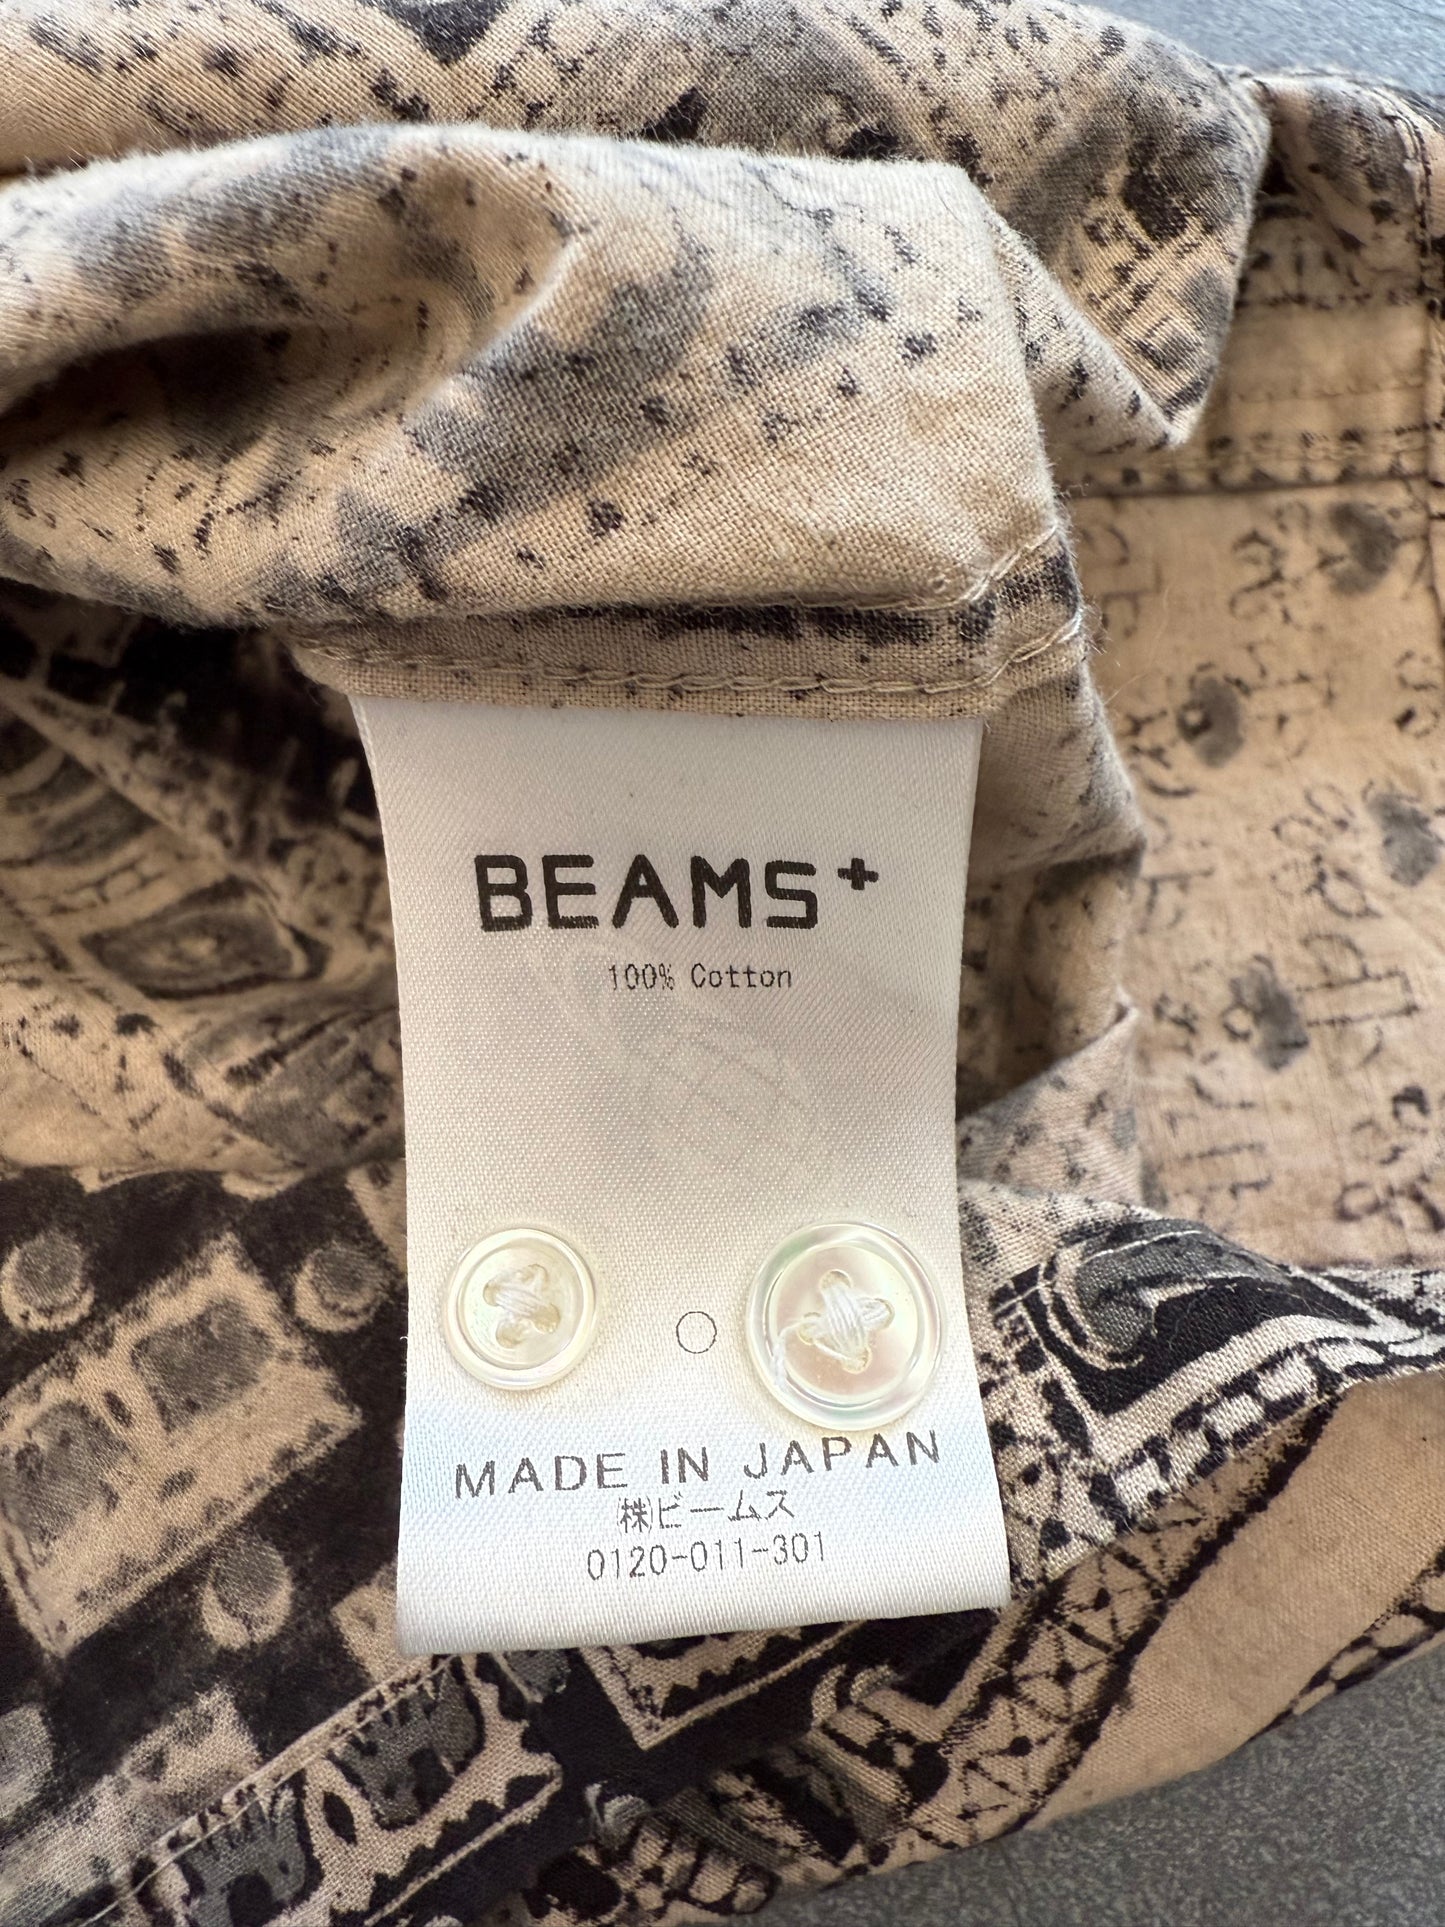 BEAMS+
100% Cotton
MADE IN JAPAN
㈱ビームス
0120-011-301